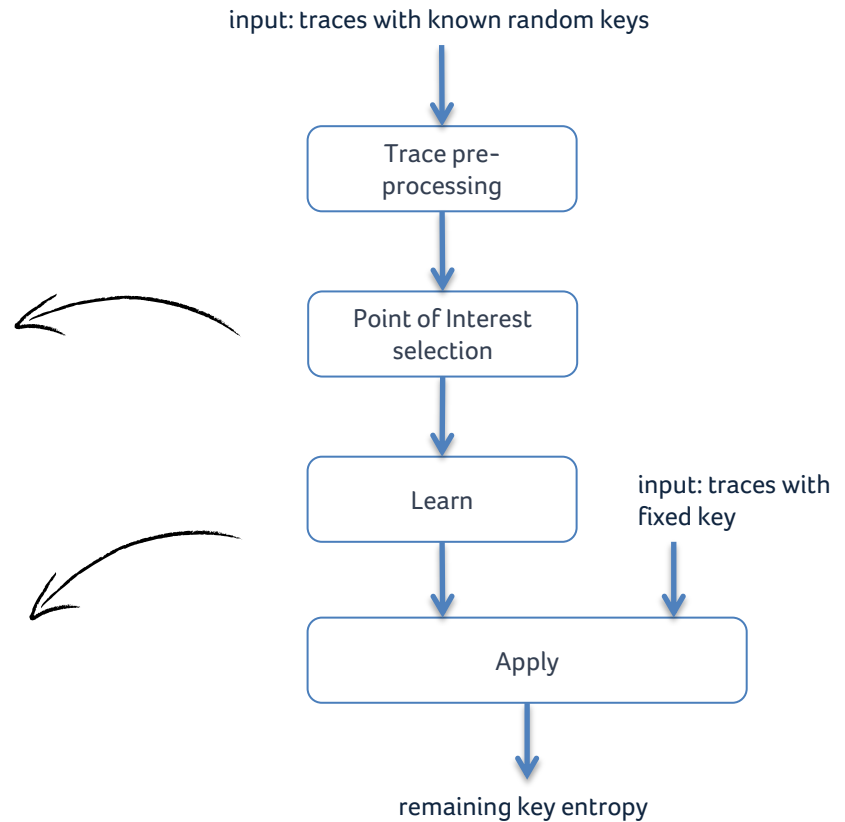 input: traces with known random keys
Trace pre-
processing
Point of Interest
selection
Learn
input: traces with
fixed key
Apply
remaining key entropy